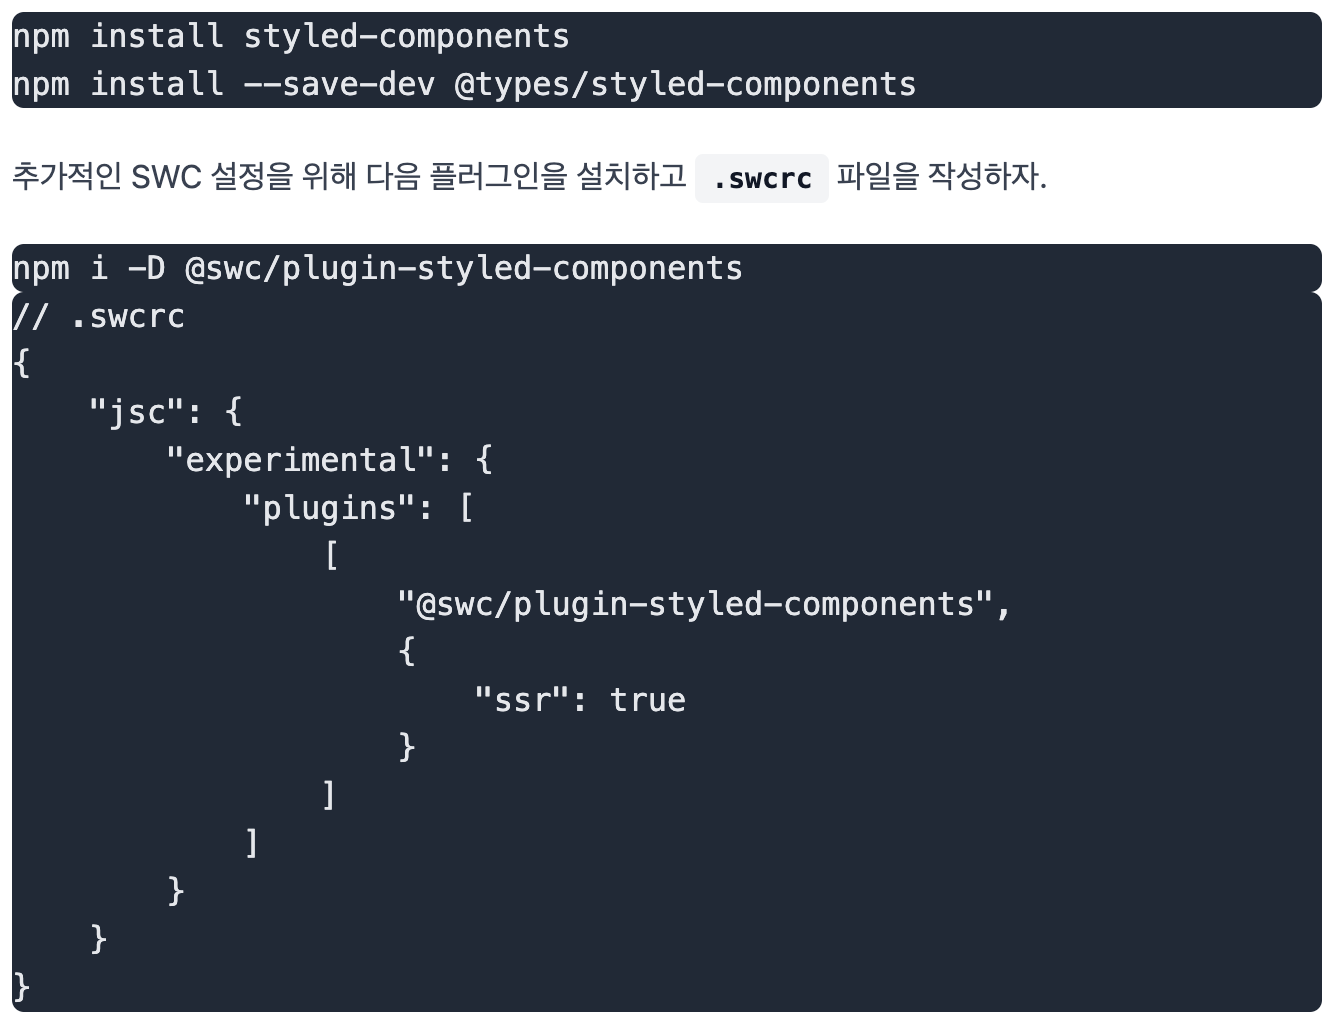 npm install styled-components
npm install --save-dev @types/styled-components
추가적인 SWC 설정을 위해 다음 플러그인을 설치하고 .swcrc 파일을 작성하자.
npm i -D @swc/plugin-styled-components
// .swcrc
{
    "jsc": {
        "experimental": {
            "plugins": [
                [
                    "@swc/plugin-styled-components",
                    {
                        "ssr": true
                    }
                ]
            ]
        }
    }
}